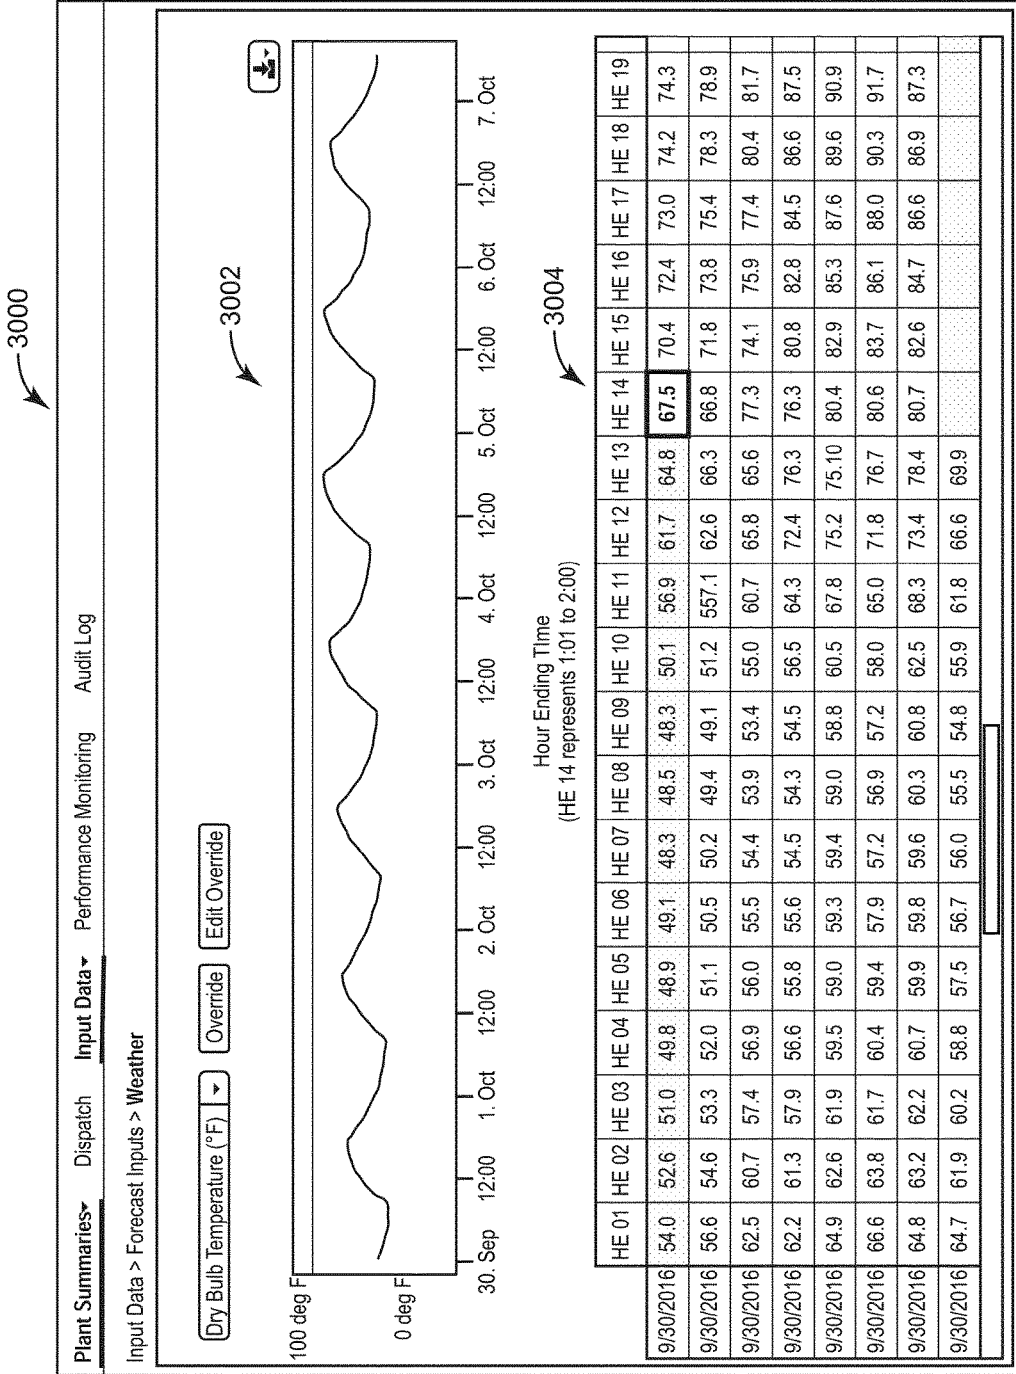 3000
Plant Summaries Dispatch Input Data Performance Monitoring Audit Log
Input Data > Forecast Inputs > Weather
Dry Bulb Temperature (°F) Override Edit Override
3002
100 deg F
0 deg F
30. Sep 12:00 1. Oct 12:00 2. Oct 12:00 3. Oct 12:00 4. Oct 12:00 5. Oct 12:00 6. Oct 12:00 7. Oct
Hour Ending TIme
(HE 14 represents 1:01 to 2:00)
3004
HE 01 HE 02 HE 03 HE 04 HE 05 HE 06 HE 07 HE 08 HE 09 HE 10 HE 11 HE 12 HE 13 HE 14 HE 15 HE 16 HE 17 HE 18 HE 19
9/30/2016 54.0 52.6 51.0 49.8 48.9 49.1 48.3 48.5 48.3 50.1 56.9 61.7 64.8 67.5 70.4 72.4 73.0 74.2 74.3
9/30/2016 56.6 54.6 53.3 52.0 51.1 50.5 50.2 49.4 49.1 51.2 557.1 62.6 66.3 66.8 71.8 73.8 75.4 78.3 78.9
9/30/2016 62.5 60.7 57.4 56.9 56.0 55.5 54.4 53.9 53.4 55.0 60.7 65.8 65.6 77.3 74.1 75.9 77.4 80.4 81.7
9/30/2016 62.2 61.3 57.9 56.6 55.8 55.6 54.5 54.3 54.5 56.5 64.3 72.4 76.3 76.3 80.8 82.8 84.5 86.6 87.5
9/30/2016 64.9 62.6 61.9 59.5 59.0 59.3 59.4 59.0 58.8 60.5 67.8 75.2 75.10 80.4 82.9 85.3 87.6 89.6 90.9
9/30/2016 66.6 63.8 61.7 60.4 59.4 57.9 57.2 56.9 57.2 58.0 65.0 71.8 76.7 80.6 83.7 86.1 88.0 90.3 91.7
9/30/2016 64.8 63.2 62.2 60.7 59.9 59.8 59.6 60.3 60.8 62.5 68.3 73.4 78.4 80.7 82.6 84.7 86.6 86.9 87.3
9/30/2016 64.7 61.9 60.2 58.8 57.5 56.7 56.0 55.5 54.8 55.9 61.8 66.6 69.9